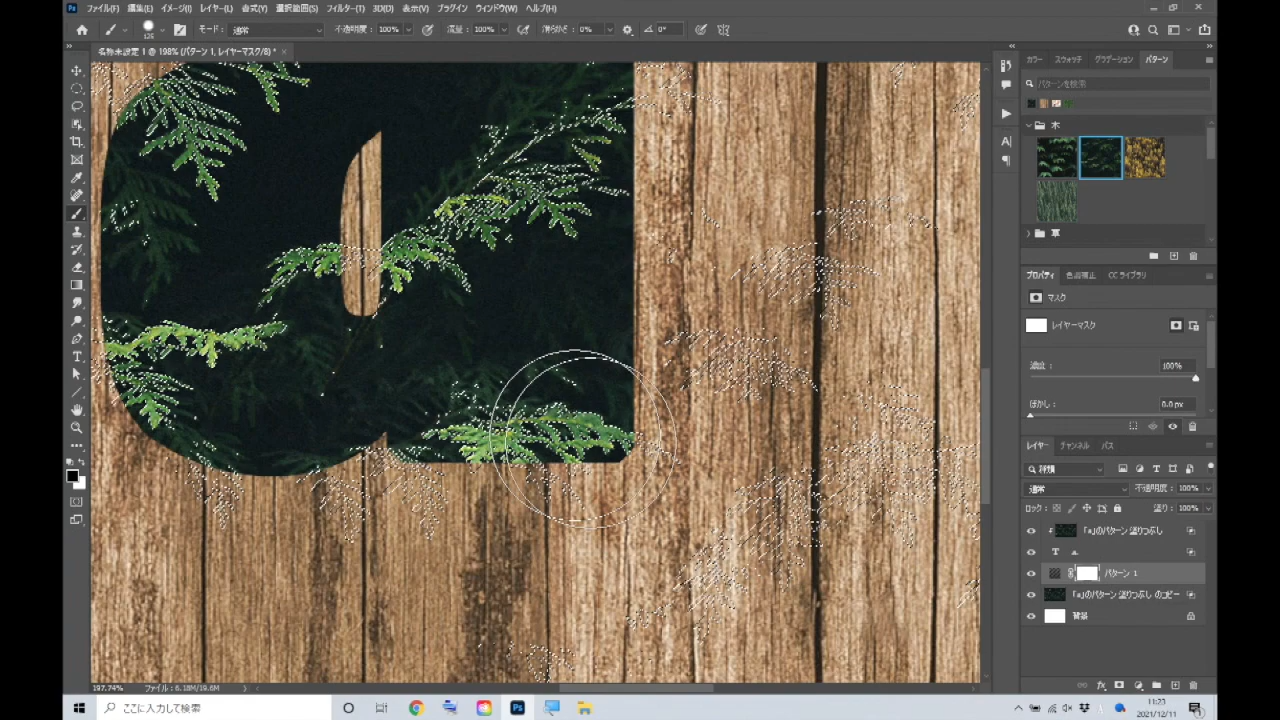 ファイル(F) 編集(E) イメージ(I) レイヤー(L) 書式(Y) 選択範囲(S) フィルター(T) 3D(D) 表示(V) プラグイン ウィンドウ(W) ヘルプ(H)
125 モード: 通常 不透明度: 100% 流量: 100% 滑らかさ: 0% 0°
名称未設定 1 @ 198% (パターン 1, レイヤーマスク/8) *
カラー スウォッチ グラデーション パターン
パターンを検索
木
草
プロパティ 色調補正 CC ライブラリ
マスク
レイヤーマスク
濃度: 100%
ぼかし: 0.0 px
レイヤー チャンネル パス
種類
通常 不透明度: 100%
ロック: 塗り: 100%
「a」のパターン 塗りつぶし
a
パターン 1
「a」のパターン 塗りつぶし のコピー
背景
197.74% ファイル : 6.18M/19.6M
ここに入力して検索
11:23
2021/12/11